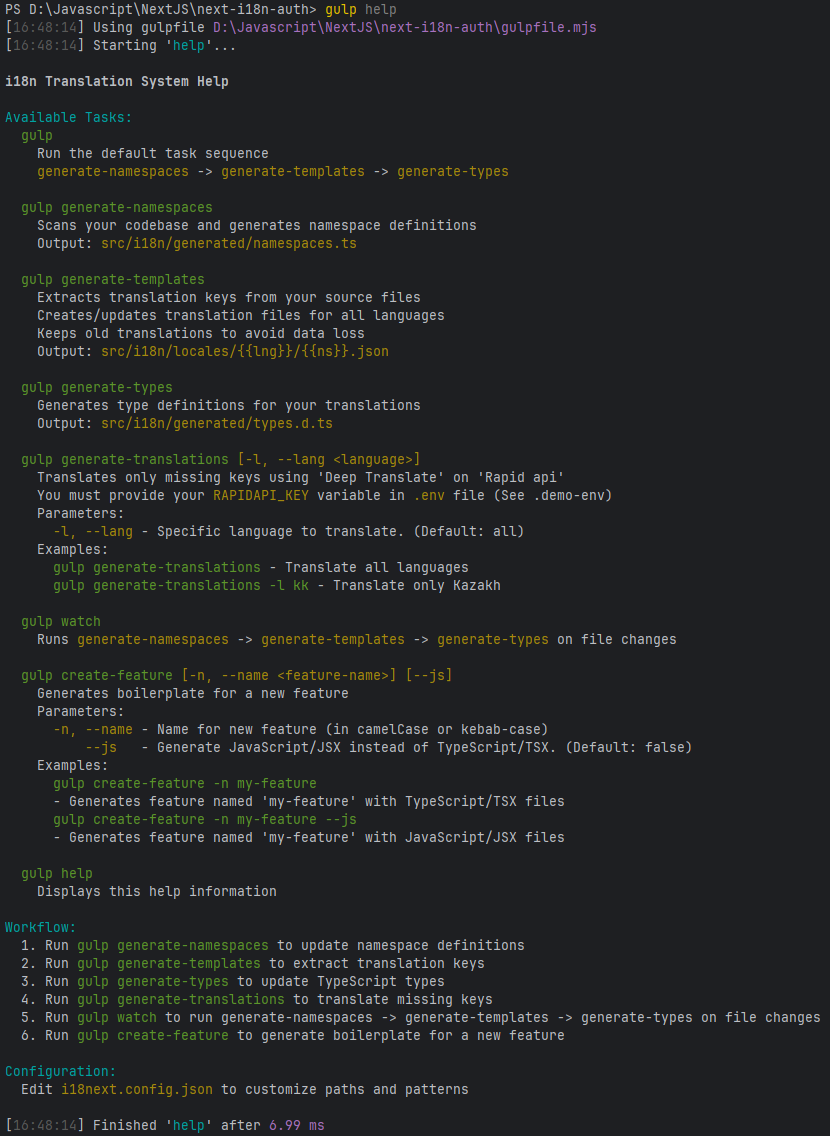 PS D:\Javascript\NextJS\next-i18n-auth> gulp help
[16:48:14] Using gulpfile D:\Javascript\NextJS\next-i18n-auth\gulpfile.mjs
[16:48:14] Starting 'help'...
i18n Translation System Help
Available Tasks:
gulp
Run the default task sequence
generate-namespaces -> generate-templates -> generate-types
gulp generate-namespaces
Scans your codebase and generates namespace definitions
Output: src/i18n/generated/namespaces.ts
gulp generate-templates
Extracts translation keys from your source files
Creates/updates translation files for all languages
Keeps old translations to avoid data loss
Output: src/i18n/locales/{{lng}}/{{ns}}.json
gulp generate-types
Generates type definitions for your translations
Output: src/i18n/generated/types.d.ts
gulp generate-translations [-l, --lang <language>]
Translates only missing keys using 'Deep Translate' on 'Rapid api'
You must provide your RAPIDAPI_KEY variable in .env file (See .demo-env)
Parameters:
-l, --lang - Specific language to translate. (Default: all)
Examples:
gulp generate-translations - Translate all languages
gulp generate-translations -l kk - Translate only Kazakh
gulp watch
Runs generate-namespaces -> generate-templates -> generate-types on file changes
gulp create-feature [-n, --name <feature-name>] [--js]
Generates boilerplate for a new feature
Parameters:
-n, --name - Name for new feature (in camelCase or kebab-case)
--js   - Generate JavaScript/JSX instead of TypeScript/TSX. (Default: false)
Examples:
gulp create-feature -n my-feature
- Generates feature named 'my-feature' with TypeScript/TSX files
gulp create-feature -n my-feature --js
- Generates feature named 'my-feature' with JavaScript/JSX files
gulp help
Displays this help information
Workflow:
1. Run gulp generate-namespaces to update namespace definitions
2. Run gulp generate-templates to extract translation keys
3. Run gulp generate-types to update TypeScript types
4. Run gulp generate-translations to translate missing keys
5. Run gulp watch to run generate-namespaces -> generate-templates -> generate-types on file changes
6. Run gulp create-feature to generate boilerplate for a new feature
Configuration:
Edit i18next.config.json to customize paths and patterns
[16:48:14] Finished 'help' after 6.99 ms